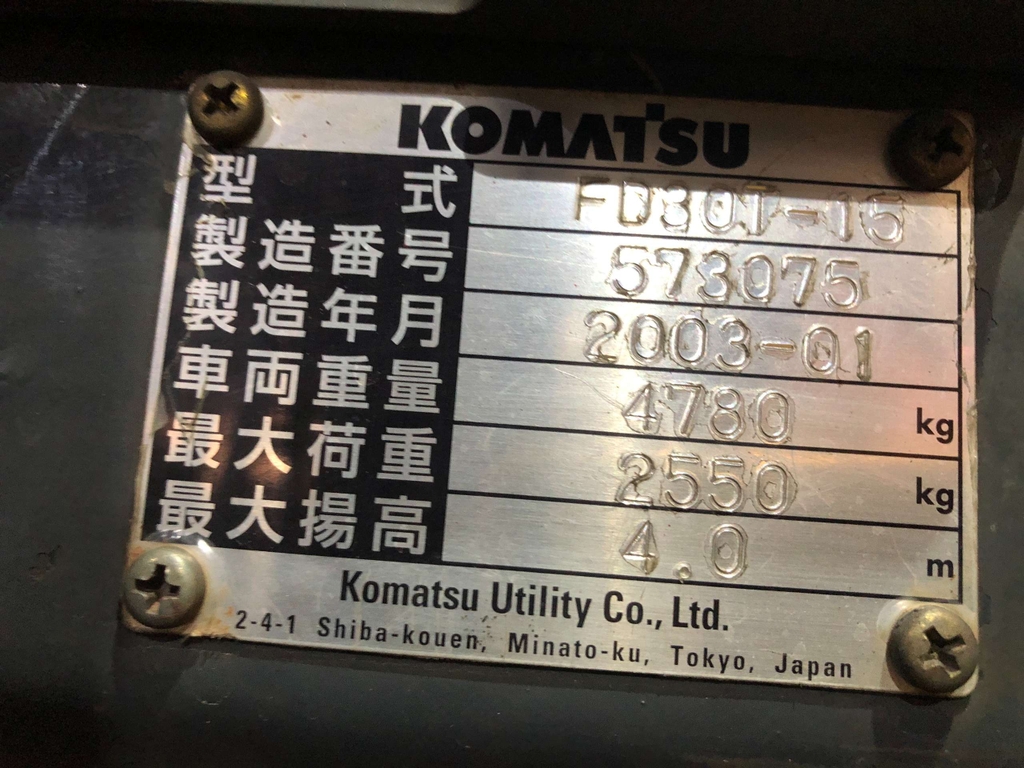 KOMATSU
型式 FD30T-15
製造番号 573075
製造年月 2003-01
車両重量 4780 kg
最大荷重 2550 kg
最大揚高 4.0 m
Komatsu Utility Co., Ltd.
2-4-1 Shiba-kouen, Minato-ku, Tokyo, Japan